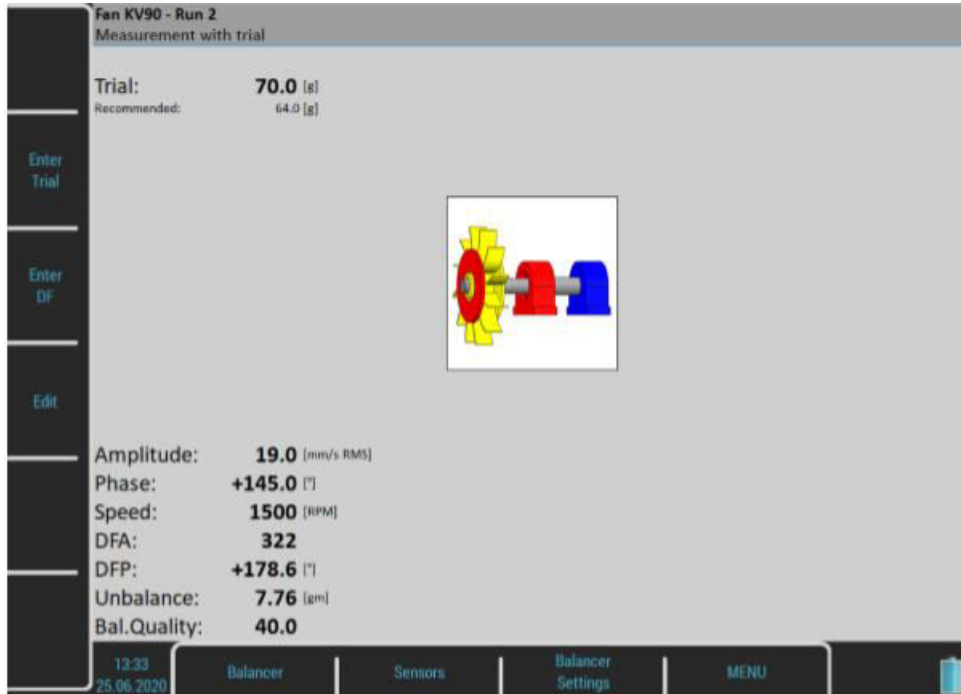 Fan KV90 - Run 2
Measurement with trial
Trial: 70.0 [g]
Recommended: 64.0 [g]
Enter
Trial
Enter
DF
Edit
Amplitude: 19.0 [mm/s RMS]
Phase: +145.0 [°]
Speed: 1500 [RPM]
DFA: 322
DFP: +178.6 [°]
Unbalance: 7.76 [gm]
Bal.Quality: 40.0
13:33
25.06.2020
Balancer
Sensors
Balancer
Settings
MENU